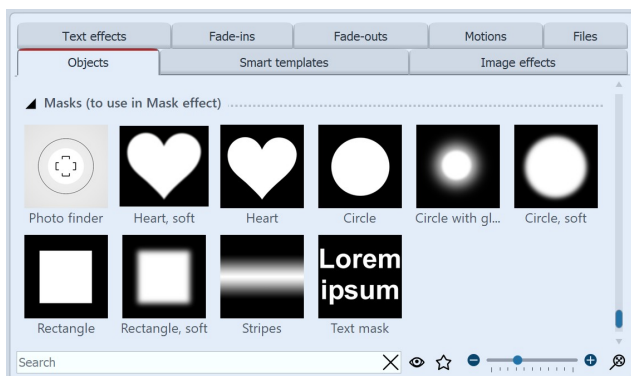 Text effects Fade-ins Fade-outs Motions Files
Objects Smart templates Image effects
Masks (to use in Mask effect)
Photo finder Heart, soft Heart Circle Circle with gl... Circle, soft
Lorem
ipsum
Rectangle Rectangle, soft Stripes Text mask
Search